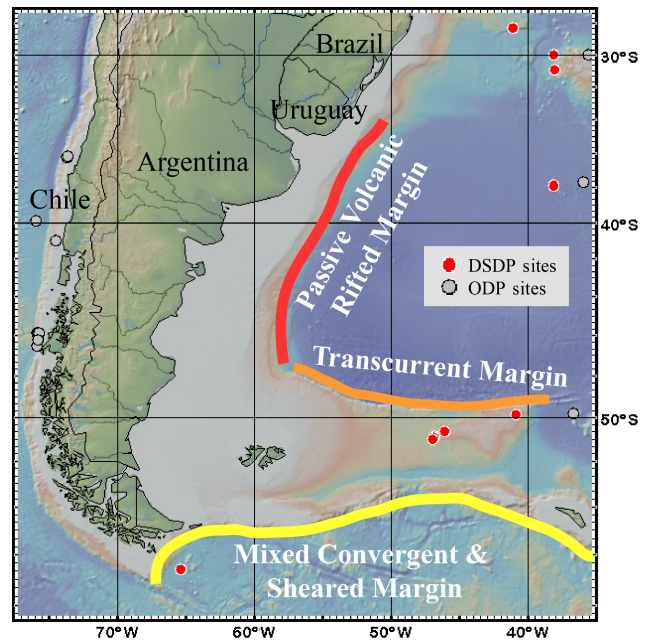 Brazil
30°S
Uruguay
Argentina
Passive Volcanic
Rifted Margin
Chile
40°S
DSDP sites
ODP sites
Transcurrent Margin
50°S
Mixed Convergent &
Sheared Margin
70°W
60°W
50°W
40°W